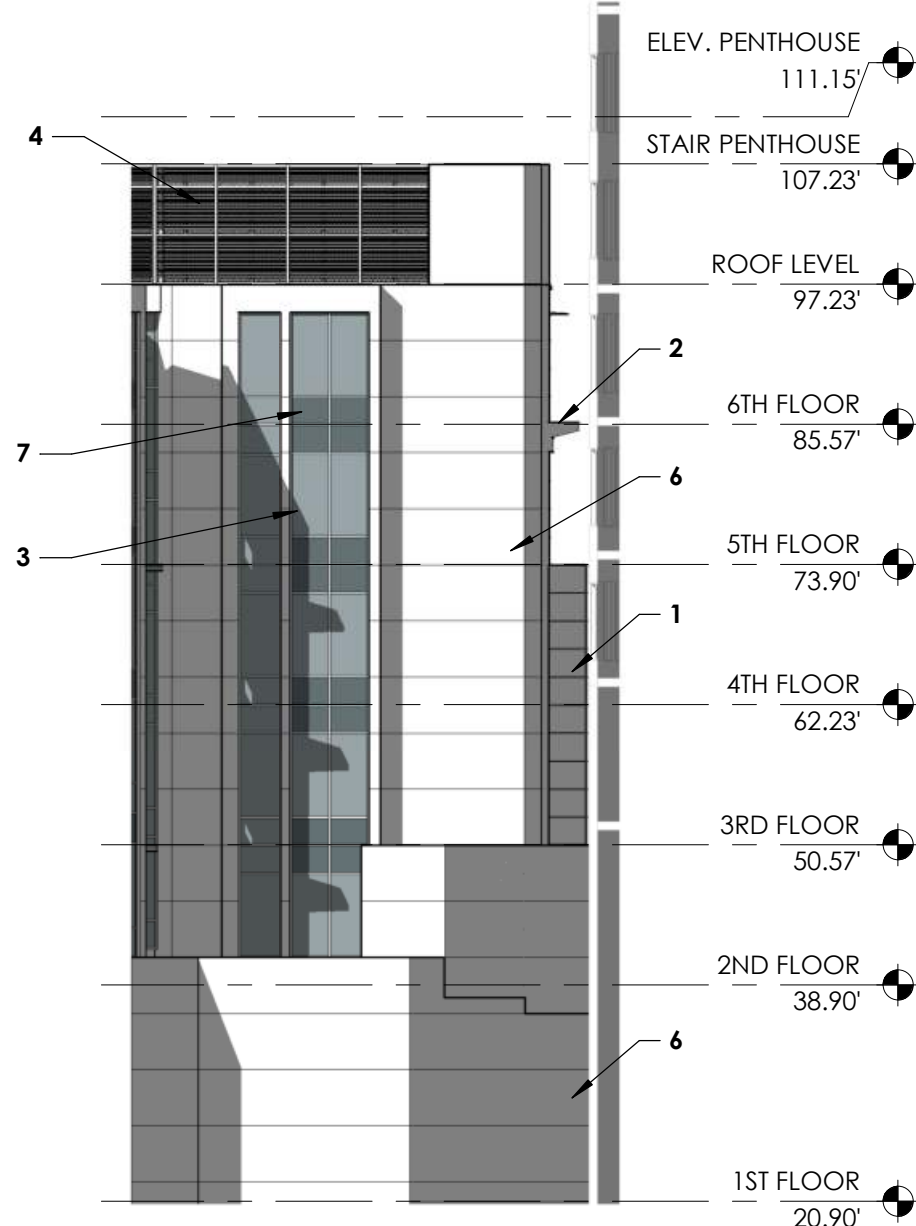 ELEV. PENTHOUSE
111.15'
4
STAIR PENTHOUSE
107.23'
ROOF LEVEL
97.23'
2
6TH FLOOR
85.57'
7
6
3
5TH FLOOR
73.90'
1
4TH FLOOR
62.23'
3RD FLOOR
50.57'
2ND FLOOR
38.90'
6
1ST FLOOR
20.90'